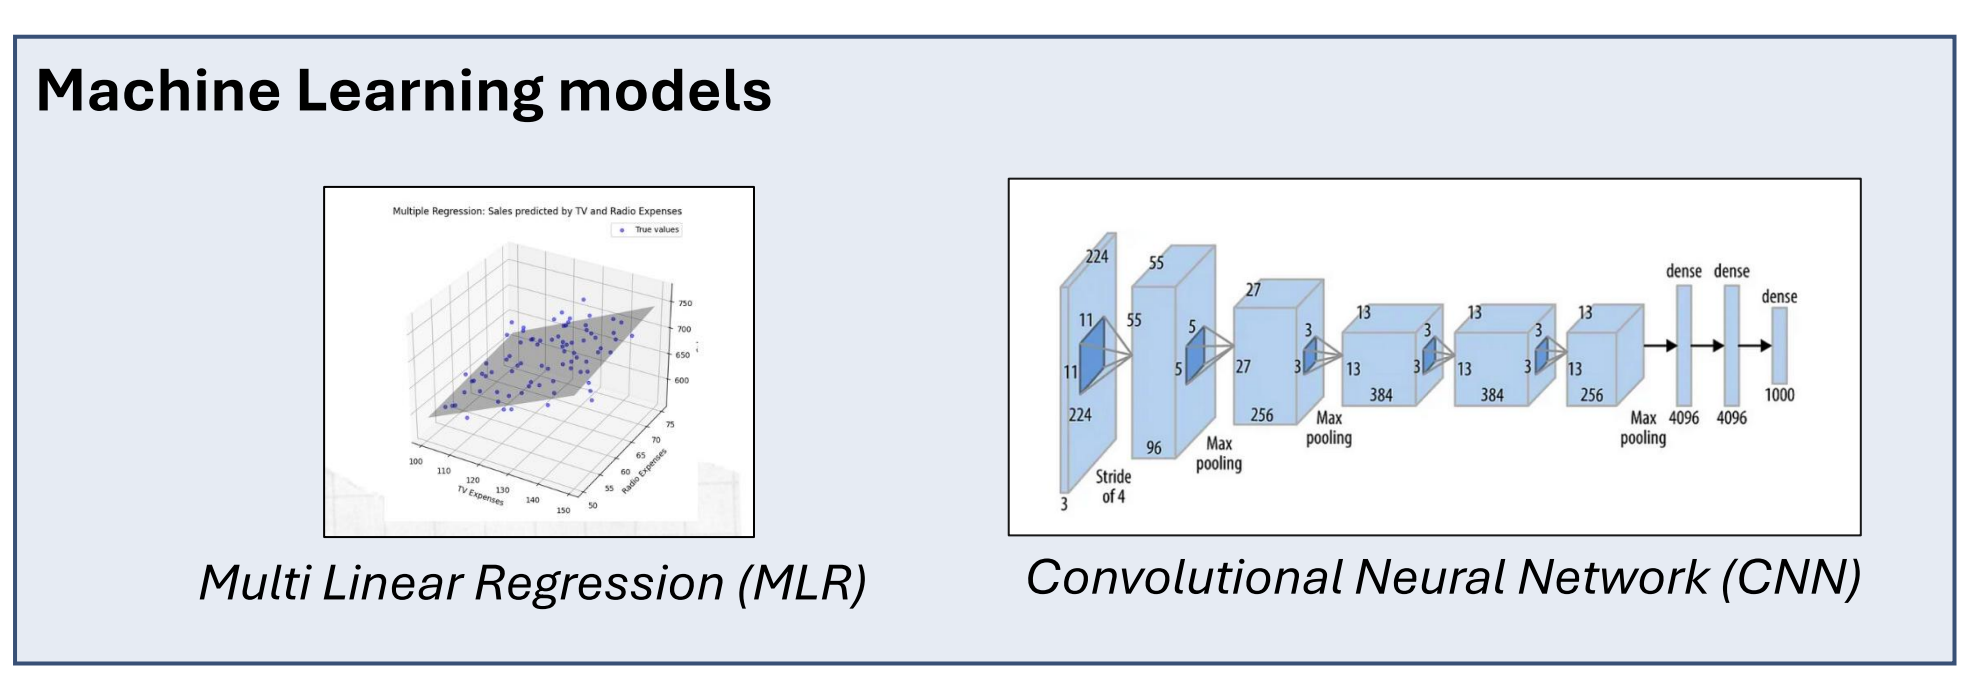 Machine Learning models
Multiple Regression: Sales predicted by TV and Radio Expenses
True values
750
700
650
600
75
70
65
60
55
50
Radio Expenses
100
110
120
130
140
150
TV Expenses
Multi Linear Regression (MLR)
224
11
11
224
3
Stride
of 4
55
55
5
5
96
Max
pooling
27
27
3
3
256
Max
pooling
13
13
3
3
384
13
13
3
3
384
13
13
256
Max
pooling
dense
4096
dense
4096
dense
1000
Convolutional Neural Network (CNN)